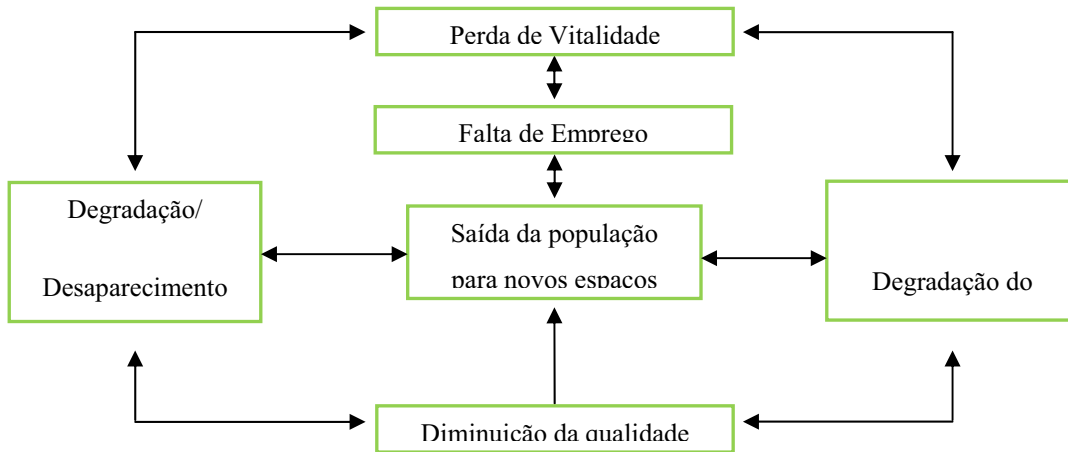 Perda de Vitalidade
Falta de Emprego
Degradação/
Desaparecimento
Saída da população
para novos espaços
Degradação do
Diminuição da qualidade